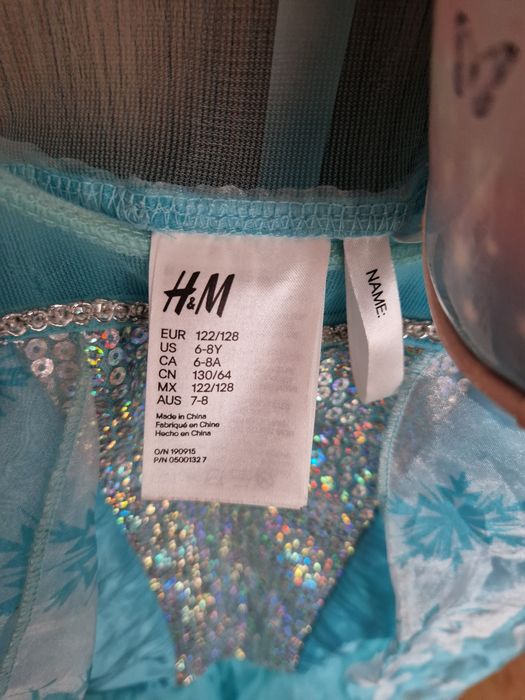 H&M
EUR 122/128
US 6-8Y
CA 6-8A
CN 130/64
MX 122/128
AUS 7-8
Made in China
Fabriqué en Chine
Hecho en China
O/N 190915
P/N 0500132 7
NAME: